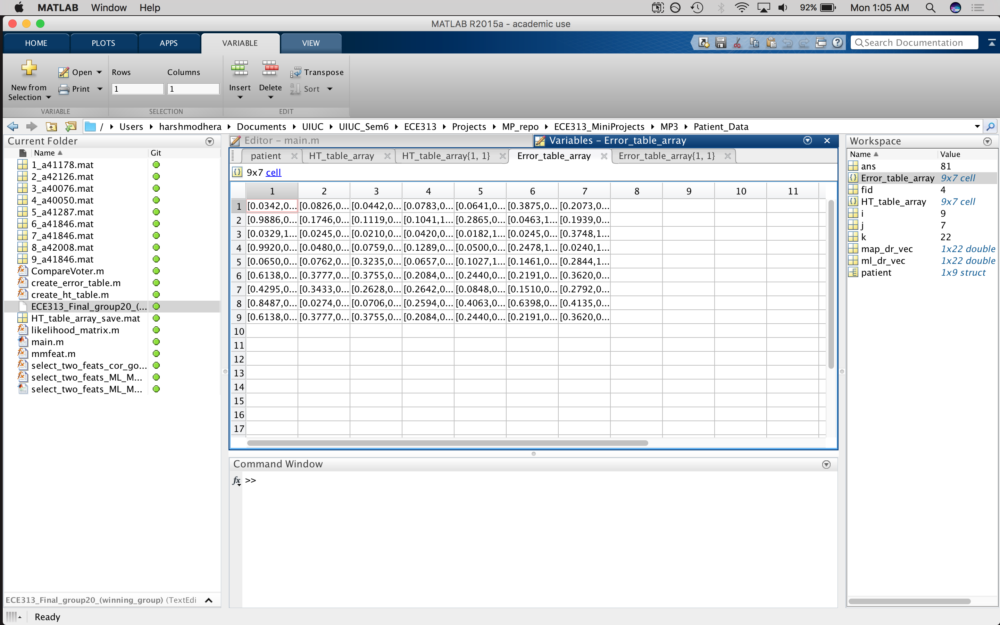 MATLAB Window Help 92% Mon 1:05 AM
MATLAB R2015a - academic use
HOME PLOTS APPS VARIABLE VIEW Search Documentation
New from Selection Open Print Rows Columns 1 1 Insert Delete Transpose Sort
VARIABLE SELECTION EDIT
/ Users harshmodhera Documents UIUC UIUC_Sem6 ECE313 Projects MP_repo ECE313_MiniProjects MP3 Patient_Data
Current Folder
Name Git
1_a41178.mat
2_a42126.mat
3_a40076.mat
4_a40050.mat
5_a41287.mat
6_a41846.mat
7_a41846.mat
8_a42008.mat
9_a41846.mat
CompareVoter.m
create_error_table.m
create_ht_table.m
ECE313_Final_group20_(...
HT_table_array_save.mat
likelihood_matrix.m
main.m
mmfeat.m
select_two_feats_cor_go...
select_two_feats_ML_M...
select_two_feats_ML_M...
ECE313_Final_group20_(winning_group) (TextEdi
Editor – main.m Variables – Error_table_array
patient HT_table_array HT_table_array{1, 1} Error_table_array Error_table_array{1, 1}
{} 9x7 cell
1 2 3 4 5 6 7 8 9 10 11
1 [0.0342,0... [0.0826,0... [0.0442,0... [0.0783,0... [0.0641,0... [0.3875,0... [0.2073,0...
2 [0.9886,0... [0.1746,0... [0.1119,0... [0.1041,1... [0.2865,0... [0.0463,1... [0.1939,0...
3 [0.0329,1... [0.0245,0... [0.0210,0... [0.0420,0... [0.0182,1... [0.0245,0... [0.3748,1...
4 [0.9920,0... [0.0480,0... [0.0759,0... [0.1289,0... [0.0500,0... [0.2478,1... [0.0240,1...
5 [0.0650,0... [0.0762,0... [0.3235,0... [0.0657,0... [0.1027,1... [0.1461,0... [0.2844,1...
6 [0.6138,0... [0.3777,0... [0.3755,0... [0.2084,0... [0.2440,0... [0.2191,0... [0.3620,0...
7 [0.4295,0... [0.3433,0... [0.2628,0... [0.2642,0... [0.0848,0... [0.1510,0... [0.2792,0...
8 [0.8487,0... [0.0274,0... [0.0706,0... [0.2594,0... [0.4063,0... [0.6398,0... [0.4135,0...
9 [0.6138,0... [0.3777,0... [0.3755,0... [0.2084,0... [0.2440,0... [0.2191,0... [0.3620,0...
10
11
12
13
14
15
16
17
Command Window
fx >>
Workspace
Name Value
ans 81
Error_table_array 9x7 cell
fid 4
HT_table_array 9x7 cell
i 9
j 7
k 22
map_dr_vec 1x22 double
ml_dr_vec 1x22 double
patient 1x9 struct
Ready